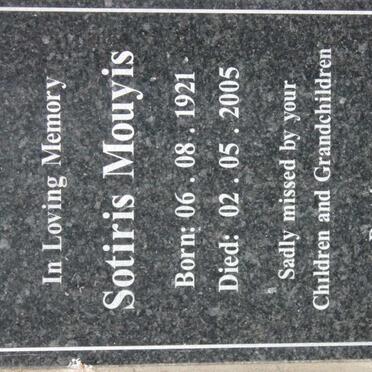 In Loving Memory
Sotiris Mouyis
Born: 06 . 08 . 1921
Died: 02 . 05 . 2005
Sadly missed by your
Children and Grandchildren